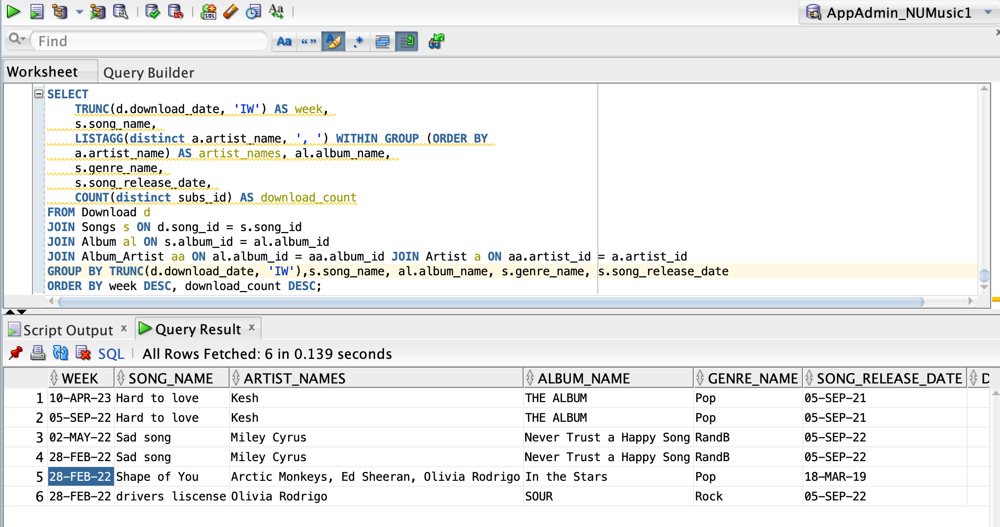 AppAdmin_NUMusic1
Find
Aa “ ” .*
Worksheet Query Builder
SELECT
TRUNC(d.download_date, 'IW') AS week,
s.song_name,
LISTAGG(distinct a.artist_name, ', ') WITHIN GROUP (ORDER BY
a.artist_name) AS artist_names, al.album_name,
s.genre_name,
s.song_release_date,
COUNT(distinct subs_id) AS download_count
FROM Download d
JOIN Songs s ON d.song_id = s.song_id
JOIN Album al ON s.album_id = al.album_id
JOIN Album_Artist aa ON al.album_id = aa.album_id JOIN Artist a ON aa.artist_id = a.artist_id
GROUP BY TRUNC(d.download_date, 'IW'),s.song_name, al.album_name, s.genre_name, s.song_release_date
ORDER BY week DESC, download_count DESC;
Script Output x Query Result x
SQL | All Rows Fetched: 6 in 0.139 seconds
WEEK SONG_NAME ARTIST_NAMES ALBUM_NAME GENRE_NAME SONG_RELEASE_DATE D
1 10-APR-23 Hard to love Kesh THE ALBUM Pop 05-SEP-21
2 05-SEP-22 Hard to love Kesh THE ALBUM Pop 05-SEP-21
3 02-MAY-22 Sad song Miley Cyrus Never Trust a Happy Song RandB 05-SEP-22
4 28-FEB-22 Sad song Miley Cyrus Never Trust a Happy Song RandB 05-SEP-22
5 28-FEB-22 Shape of You Arctic Monkeys, Ed Sheeran, Olivia Rodrigo In the Stars Pop 18-MAR-19
6 28-FEB-22 drivers liscense Olivia Rodrigo SOUR Rock 05-SEP-22